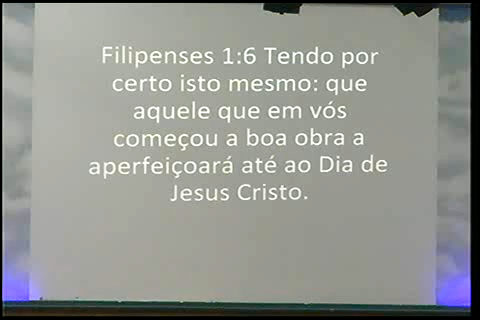 Filipenses 1:6 Tendo por
certo isto mesmo: que
aquele que em vós
começou a boa obra a
aperfeiçoará até ao Dia de
Jesus Cristo.